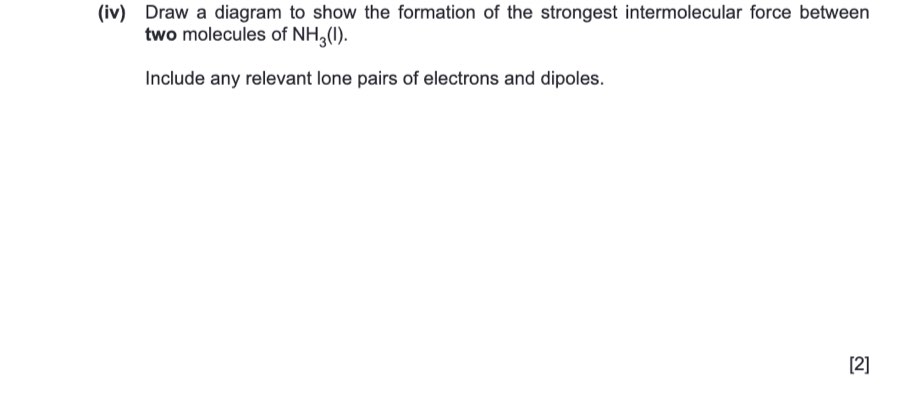 (iv) Draw a diagram to show the formation of the strongest intermolecular force between
two molecules of NH₃(l).
Include any relevant lone pairs of electrons and dipoles.
[2]